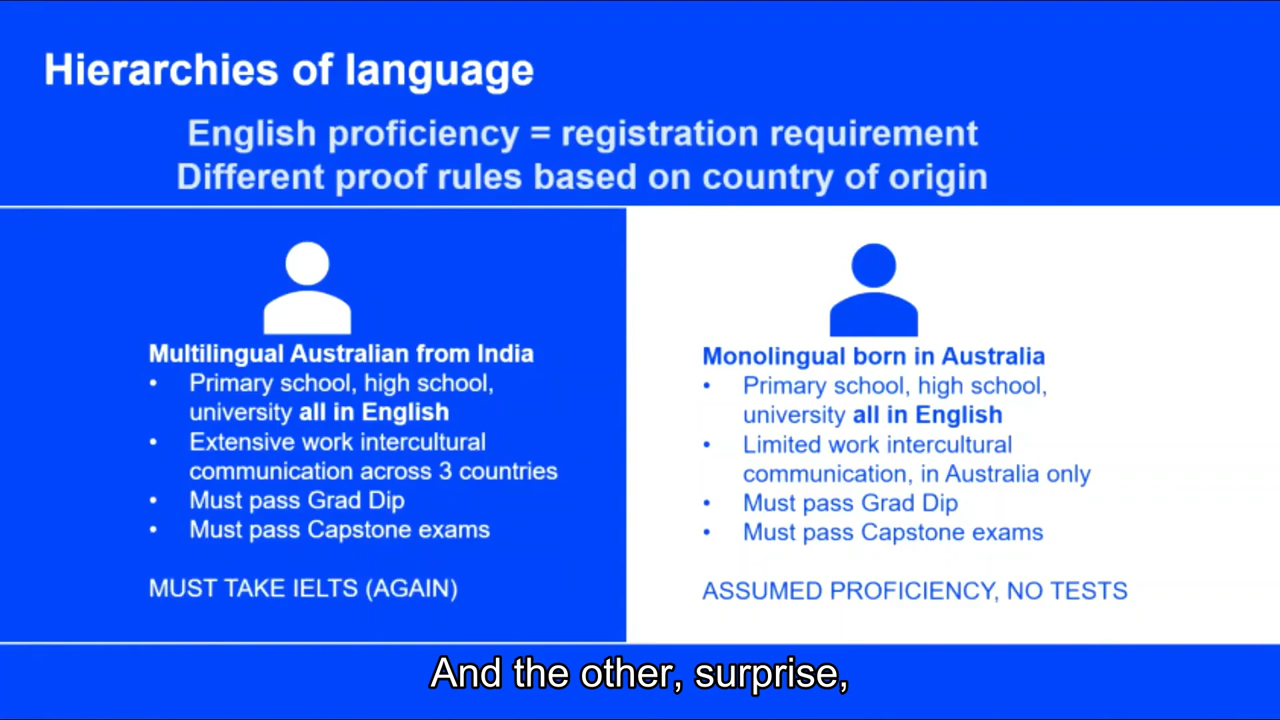 Hierarchies of language
English proficiency = registration requirement
Different proof rules based on country of origin
Multilingual Australian from India
• Primary school, high school,
university all in English
• Extensive work intercultural
communication across 3 countries
• Must pass Grad Dip
• Must pass Capstone exams
MUST TAKE IELTS (AGAIN)
Monolingual born in Australia
• Primary school, high school,
university all in English
• Limited work intercultural
communication, in Australia only
• Must pass Grad Dip
• Must pass Capstone exams
ASSUMED PROFICIENCY, NO TESTS
And the other, surprise,